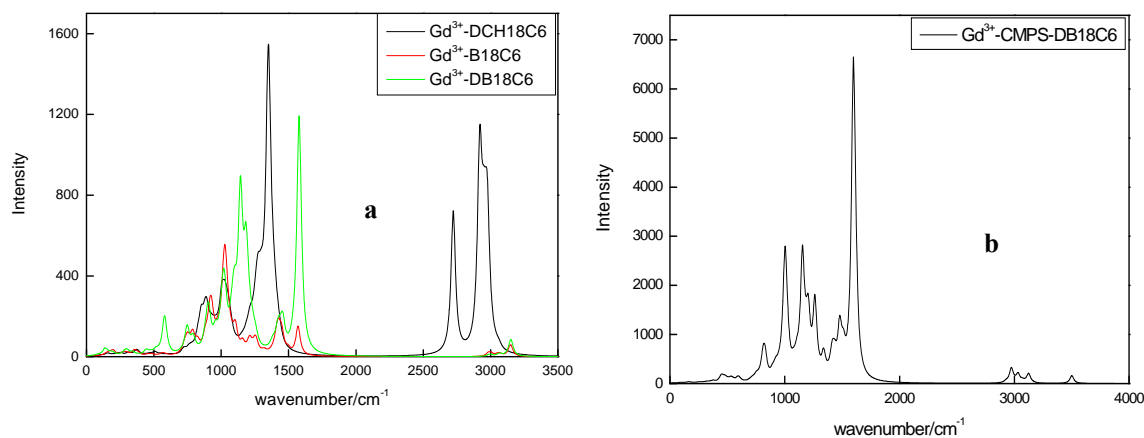 Gd³⁺-DCH18C6
Gd³⁺-B18C6
Gd³⁺-DB18C6
1600
1200
800
400
0
Intensity
a
0 500 1000 1500 2000 2500 3000 3500
wavenumber/cm⁻¹
Gd³⁺-CMPS-DB18C6
7000
6000
5000
4000
3000
2000
1000
0
Intensity
b
0 1000 2000 3000 4000
wavenumber/cm⁻¹